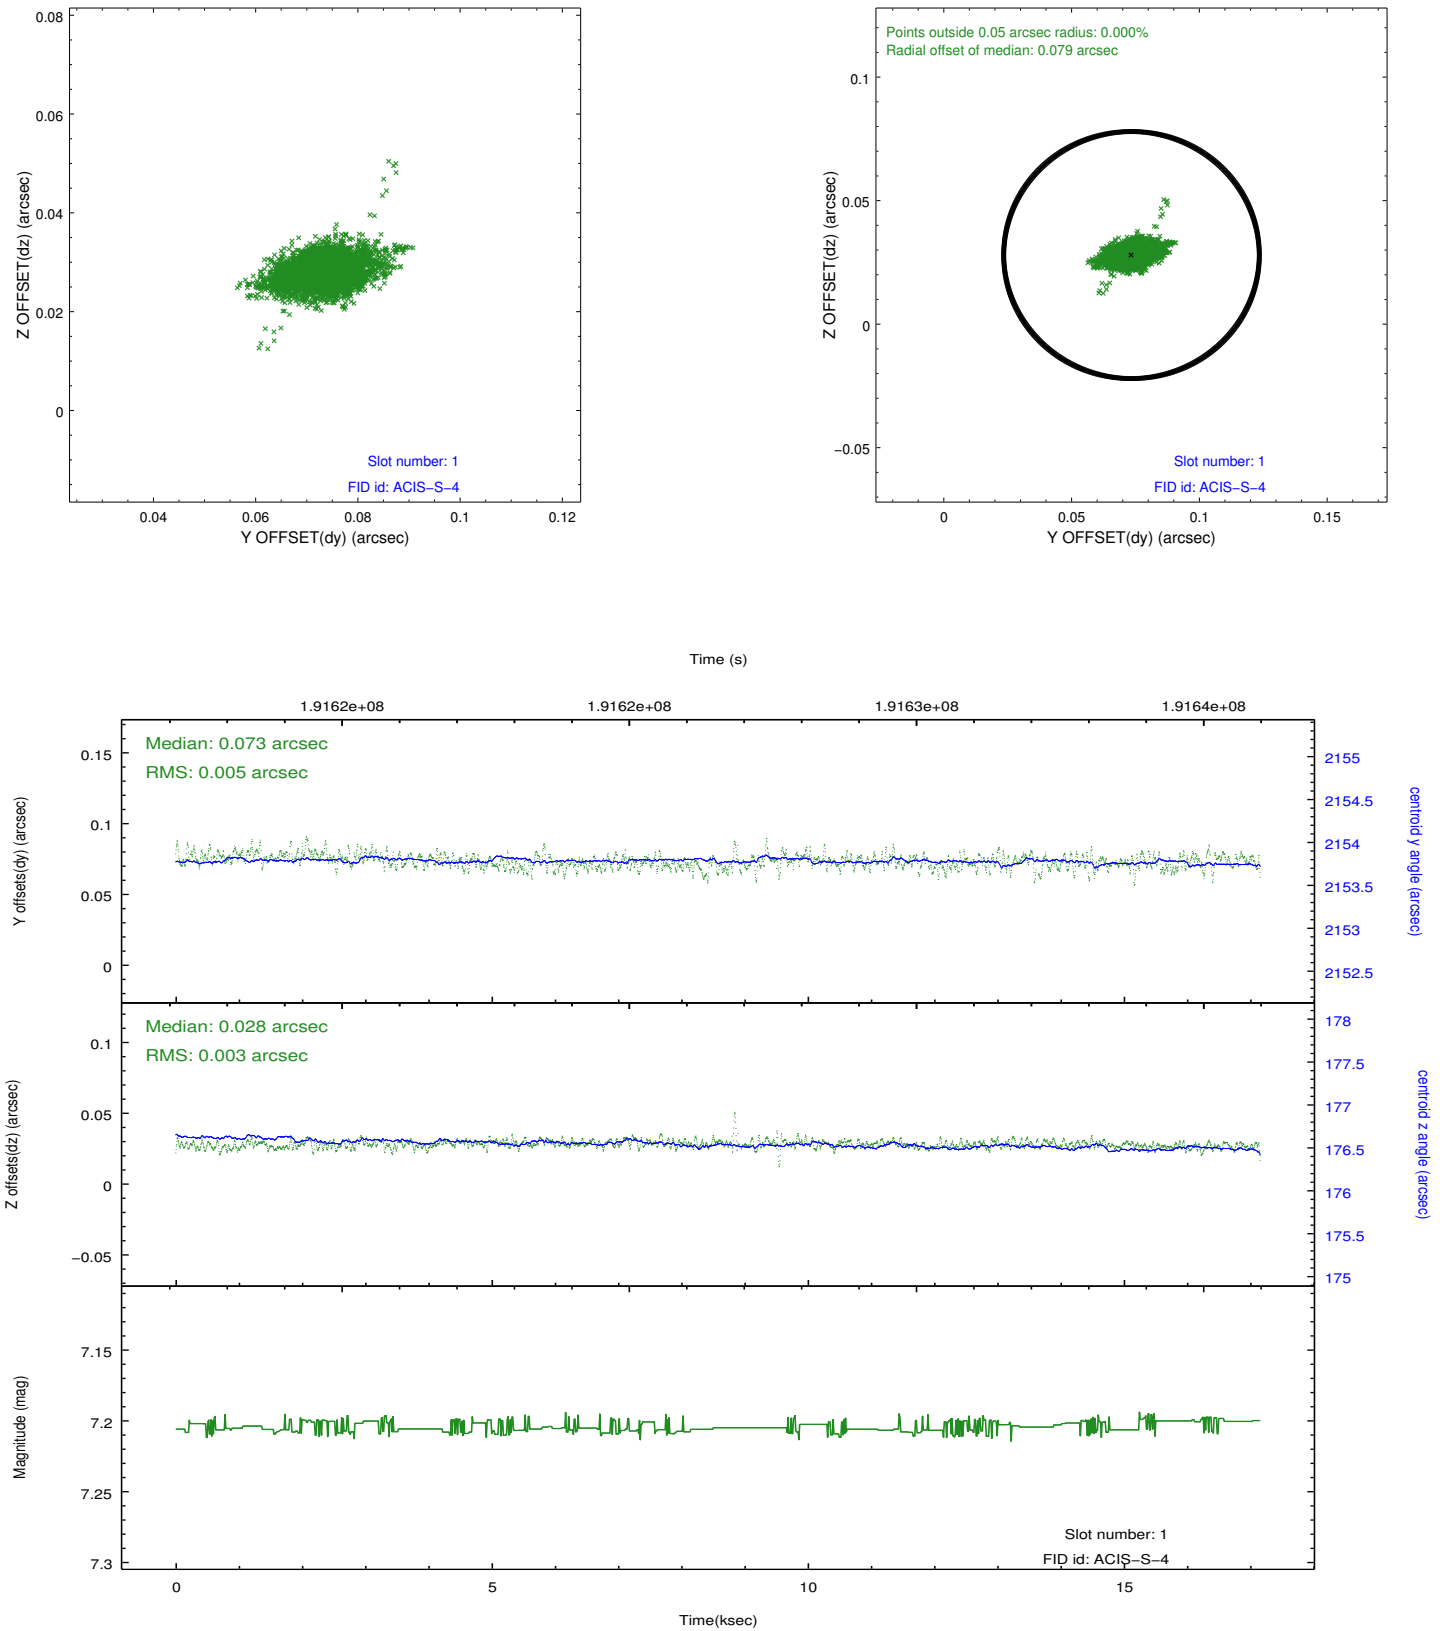 0.08
0.06
0.04
0.02
0
Z OFFSET(dz) (arcsec)
Slot number: 1
FID id: ACIS−S−4
0.04
0.06
0.08
0.1
0.12
Y OFFSET(dy) (arcsec)
Points outside 0.05 arcsec radius: 0.000%
Radial offset of median: 0.079 arcsec
0.1
0.05
0
−0.05
Z OFFSET(dz) (arcsec)
Slot number: 1
FID id: ACIS−S−4
0
0.05
0.1
0.15
Y OFFSET(dy) (arcsec)
Time (s)
1.9162e+08
1.9162e+08
1.9163e+08
1.9164e+08
Median: 0.073 arcsec
RMS: 0.005 arcsec
0.15
0.1
0.05
0
Y offsets(dy) (arcsec)
2155
2154.5
2154
2153.5
2153
2152.5
centroid y angle (arcsec)
Median: 0.028 arcsec
RMS: 0.003 arcsec
0.1
0.05
0
−0.05
Z offsets(dz) (arcsec)
178
177.5
177
176.5
176
175.5
175
centroid z angle (arcsec)
7.15
7.2
7.25
7.3
Magnitude (mag)
Slot number: 1
FID id: ACIS−S−4
0
5
10
15
Time(ksec)